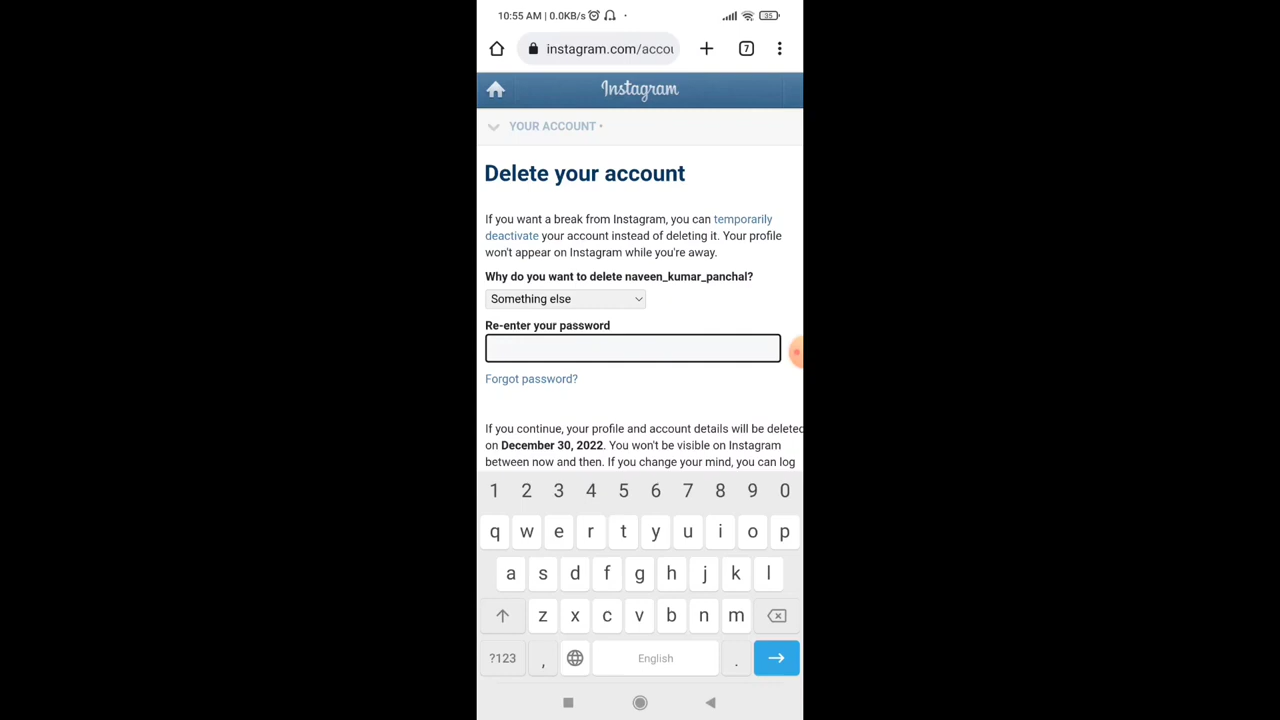 10:55 AM | 0.0KB/s
35
instagram.com/accou
7
Instagram
YOUR ACCOUNT •
Delete your account
If you want a break from Instagram, you can temporarily
deactivate your account instead of deleting it. Your profile
won't appear on Instagram while you're away.
Why do you want to delete naveen_kumar_panchal?
Something else
Re-enter your password
Forgot password?
If you continue, your profile and account details will be deleted
on December 30, 2022. You won't be visible on Instagram
between now and then. If you change your mind, you can log
1 2 3 4 5 6 7 8 9 0
q w e r t y u i o p
a s d f g h j k l
z x c v b n m
?123 , English .